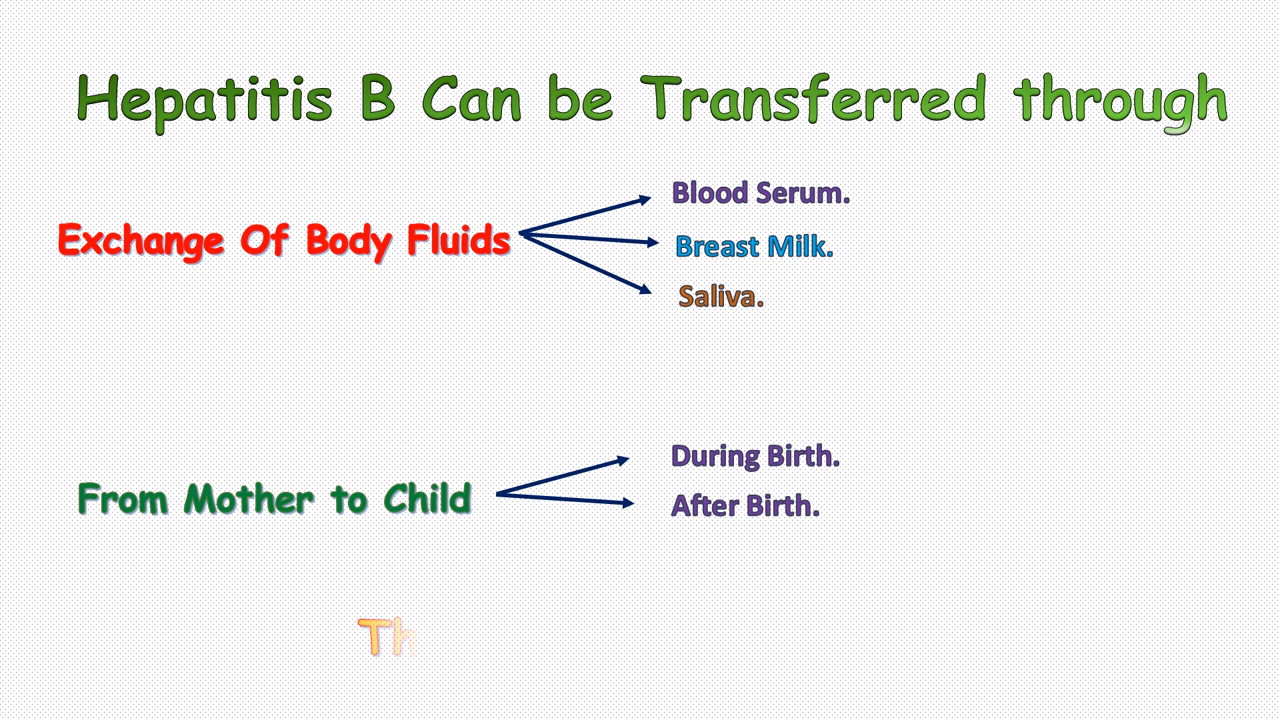 Hepatitis B Can be Transferred through
Exchange Of Body Fluids
Blood Serum.
Breast Milk.
Saliva.
From Mother to Child
During Birth.
After Birth.
Th